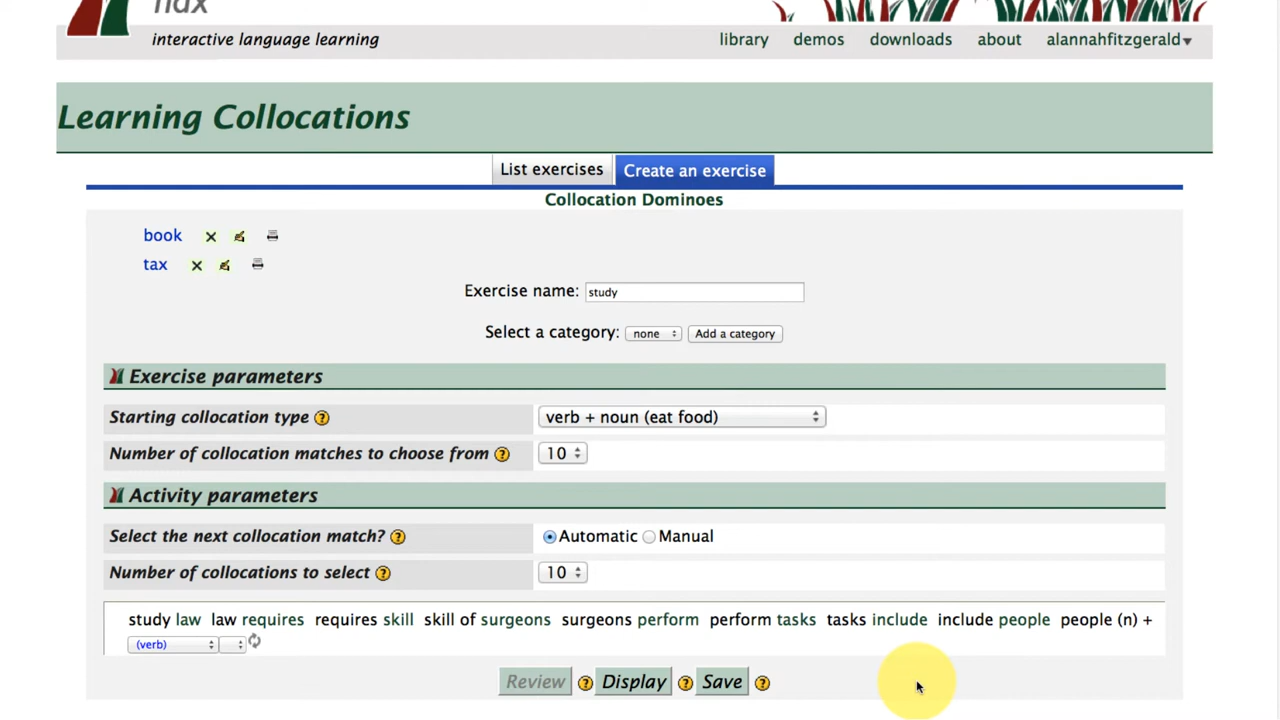 flax
interactive language learning
library demos downloads about alannahfitzgerald
Learning Collocations
List exercises Create an exercise
Collocation Dominoes
book
tax
Exercise name: study
Select a category: none Add a category
Exercise parameters
Starting collocation type ? verb + noun (eat food)
Number of collocation matches to choose from ? 10
Activity parameters
Select the next collocation match? ? Automatic Manual
Number of collocations to select ? 10
study law law requires requires skill skill of surgeons surgeons perform perform tasks tasks include include people people (n) +
(verb)
Review ? Display ? Save ?